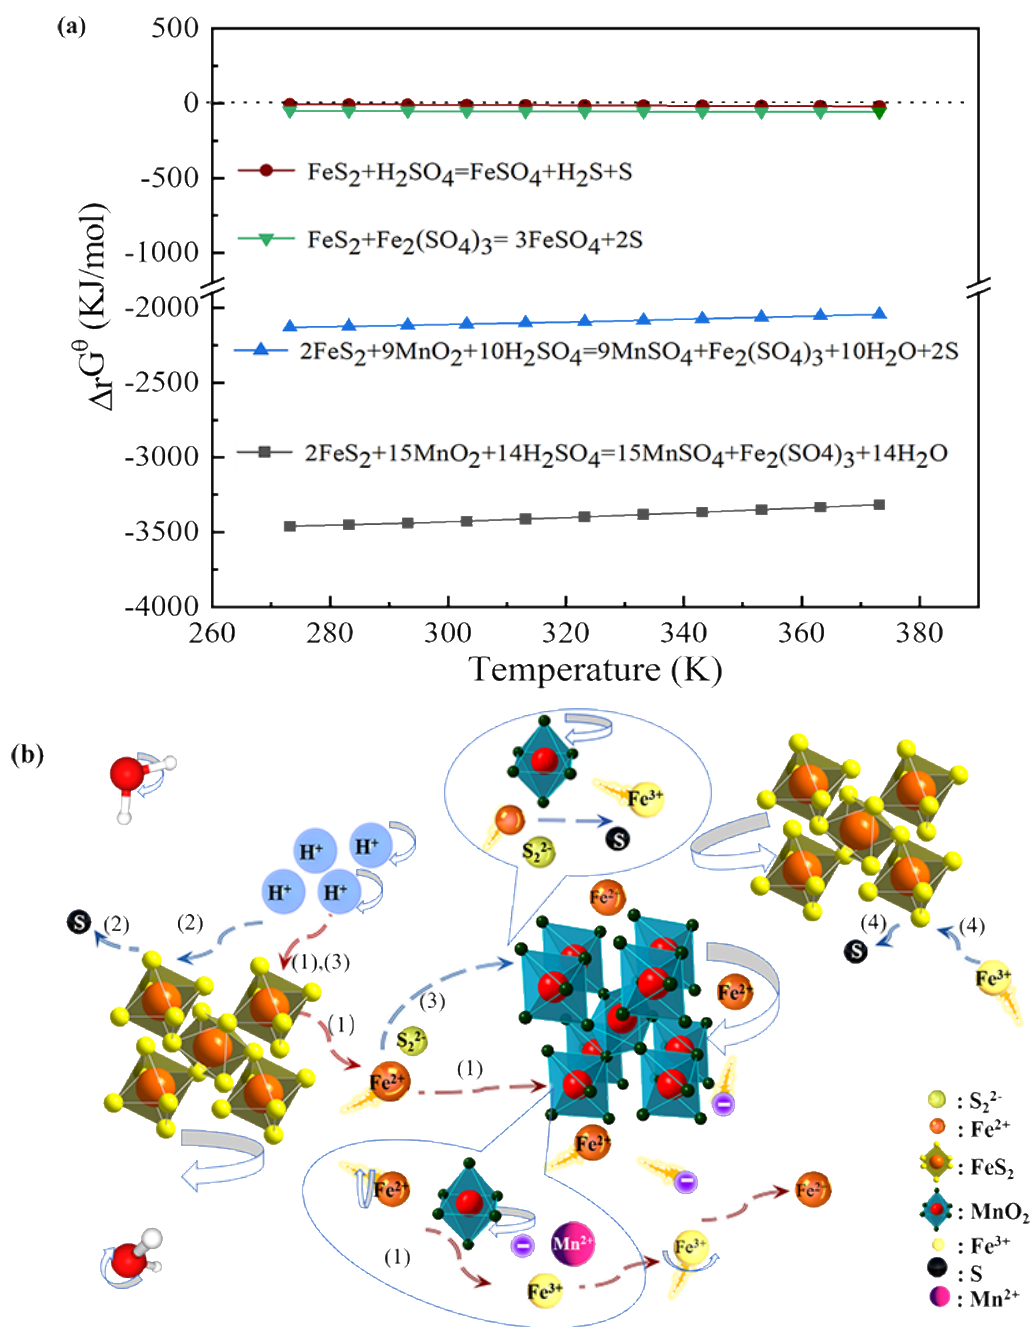 (a)
500
0
-500
-1000
-2000
-2500
-3000
-3500
-4000
ΔrGθ (KJ/mol)
FeS2+H2SO4=FeSO4+H2S+S
FeS2+Fe2(SO4)3= 3FeSO4+2S
2FeS2+9MnO2+10H2SO4=9MnSO4+Fe2(SO4)3+10H2O+2S
2FeS2+15MnO2+14H2SO4=15MnSO4+Fe2(SO4)3+14H2O
260 280 300 320 340 360 380
Temperature (K)
(b)
Fe3+
S2 2-
S
H+
H+
H+
H+
S
(2)
(2)
(1),(3)
Fe2-
(4)
(4)
S
Fe3+
(3)
Fe2-
(1)
S2 2-
Fe2+
(1)
Fe2-
Fe2-
Fe2-
(1)
Mn2+
Fe3+
Fe3+
: S2 2-
: Fe2+
: FeS2
: MnO2
: Fe3+
: S
: Mn2+